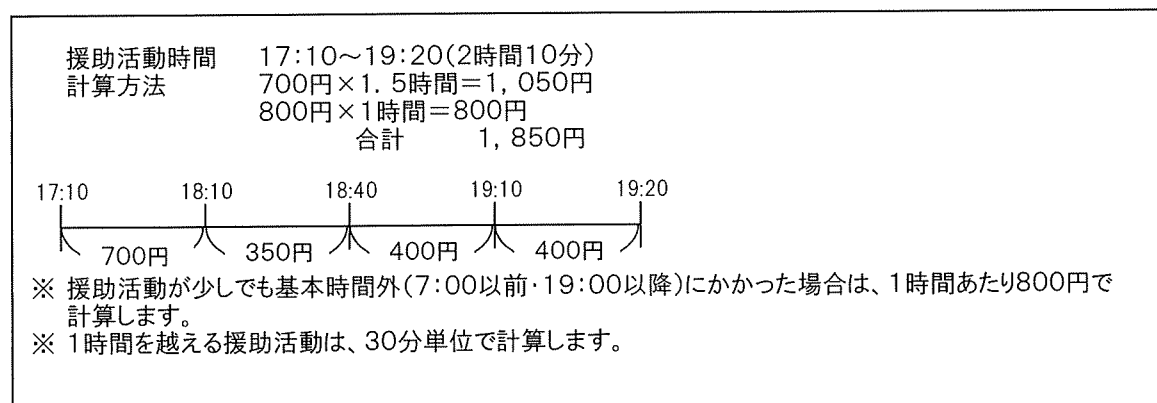 援助活動時間　17:10～19:20(2時間10分)
計算方法　700円×1.5時間=1,050円
800円×1時間=800円
合計　1,850円
17:10 18:10 18:40 19:10 19:20
700円 350円 400円 400円
※ 援助活動が少しでも基本時間外(7:00以前・19:00以降)にかかった場合は、1時間あたり800円で
計算します。
※ 1時間を越える援助活動は、30分単位で計算します。